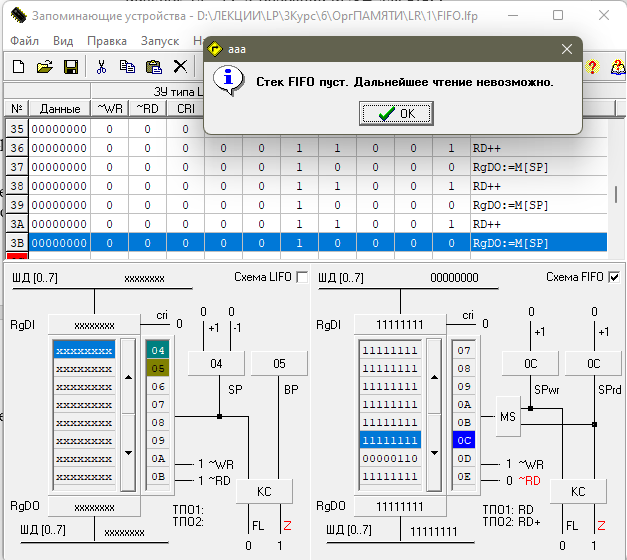 Запоминающие устройства - D:\ЛЕКЦИИ\LP\3Курс\6\ОргПАМЯТИ\LR\1\FIFO.lfp
Файл Вид Правка Запуск
aaa
Стек FIFO пуст. Дальнейшее чтение невозможно.
OK
ЗУ типа L
№ Данные ~WR ~RD CRI
35 00000000 0 0 0
36 00000000 0 0 0 0 0 1 1 0 0 1 RD++
37 00000000 0 0 0 0 0 1 0 0 0 0 RgDO:=M[SP]
38 00000000 0 0 0 0 0 1 1 0 0 1 RD++
39 00000000 0 0 0 0 0 1 0 0 0 0 RgDO:=M[SP]
3A 00000000 0 0 0 0 0 1 1 0 0 1 RD++
3B 00000000 0 0 0 0 0 1 0 0 0 0 RgDO:=M[SP]
ШД [0..7] xxxxxxxx Схема LIFO
RgDI xxxxxxxx cri 0 0 0
+1 -1
xxxxxxxx 04 04 05
xxxxxxxx 05 SP BP
xxxxxxxx 06
xxxxxxxx 07
xxxxxxxx 08
xxxxxxxx 09
xxxxxxxx 0A 1 ~WR
xxxxxxxx 0B 1 ~RD
КС
RgDO xxxxxxxx ТПО1:
ТПО2: FL Z
ШД [0..7] xxxxxxxx 0 1
ШД [0..7] 00000000 Схема FIFO
RgDI 11111111 cri 0 0 0
+1 +1
11111111 07 0C 0C
11111111 08 SPwr SPrd
11111111 09
11111111 0A
11111111 0B MS
11111111 0C
00000110 0D 1 ~WR
11111111 0E 0 ~RD
КС
RgDO 11111111 ТПО1: RD
ТПО2: RD+ FL Z
ШД [0..7] 11111111 0 1